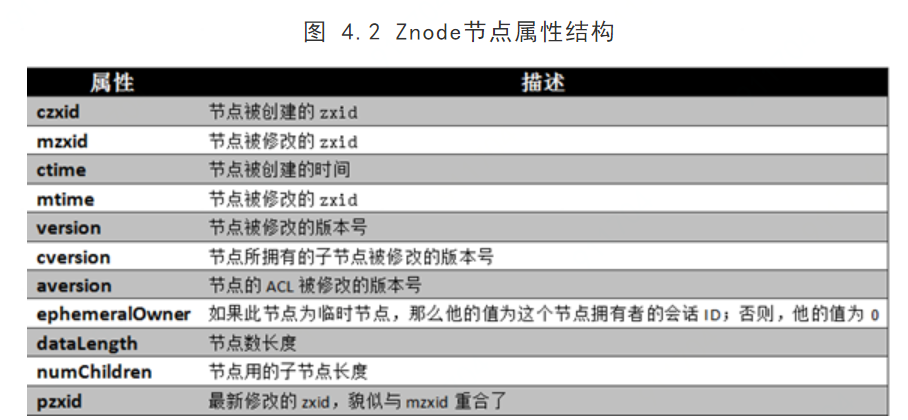 图 4.2 Znode节点属性结构
属性 描述
czxid 节点被创建的 zxid
mzxid 节点被修改的 zxid
ctime 节点被创建的时间
mtime 节点被修改的 zxid
version 节点被修改的版本号
cversion 节点所拥有的子节点被修改的版本号
aversion 节点的 ACL 被修改的版本号
ephemeralOwner 如果此节点为临时节点，那么他的值为这个节点拥有者的会话 ID；否则，他的值为 0
dataLength 节点数长度
numChildren 节点用的子节点长度
pzxid 最新修改的 zxid，貌似与 mzxid 重合了